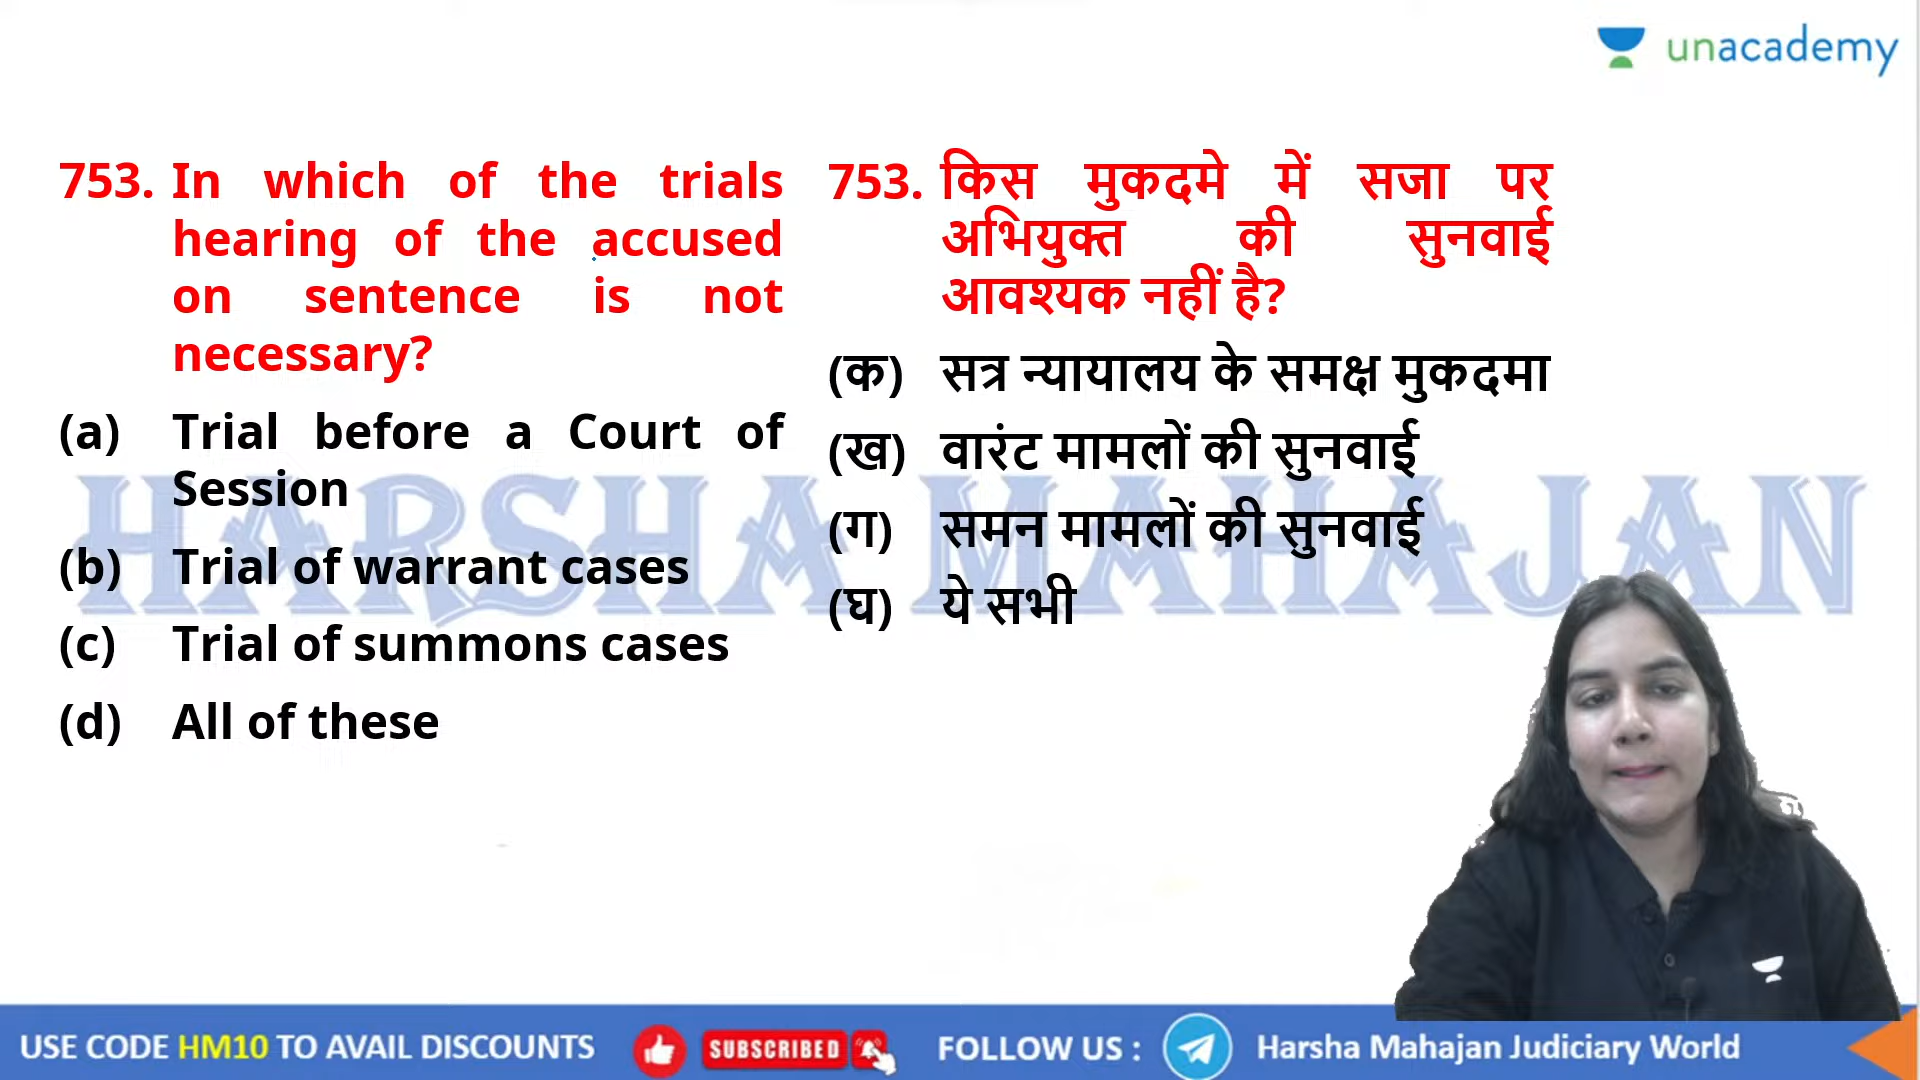 unacademy
753. In which of the trials
hearing of the accused
on sentence is not
necessary?
(a) Trial before a Court of
Session
(b) Trial of warrant cases
(c) Trial of summons cases
(d) All of these
753. किस मुकदमे में सजा पर
अभियुक्त की सुनवाई
आवश्यक नहीं है?
(क) सत्र न्यायालय के समक्ष मुकदमा
(ख) वारंट मामलों की सुनवाई
(ग) समन मामलों की सुनवाई
(घ) ये सभी
HARSHA MAHAJAN
USE CODE HM10 TO AVAIL DISCOUNTS
SUBSCRIBED
FOLLOW US :
Harsha Mahajan Judiciary World